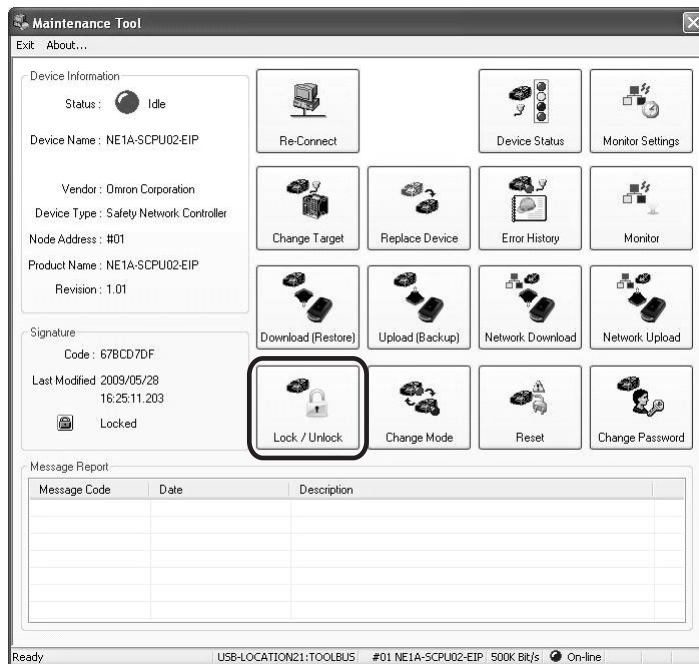 Maintenance Tool
Exit About...
Device Information
Status : Idle
Device Name : NE1A-SCPU02-EIP
Vendor : Omron Corporation
Device Type : Safety Network Controller
Node Address : #01
Product Name : NE1A-SCPU02-EIP
Revision : 1.01
Signature
Code : 67BCD7DF
Last Modified 2009/05/28
16:25:11.203
Locked
Re-Connect
Device Status
Monitor Settings
Change Target
Replace Device
Error History
Monitor
Download (Restore)
Upload (Backup)
Network Download
Network Upload
Lock / Unlock
Change Mode
Reset
Change Password
Message Report
Message Code Date Description
Ready USB-LOCATION21:TOOLBUS #01 NE1A-SCPU02-EIP 500K Bit/s On-line